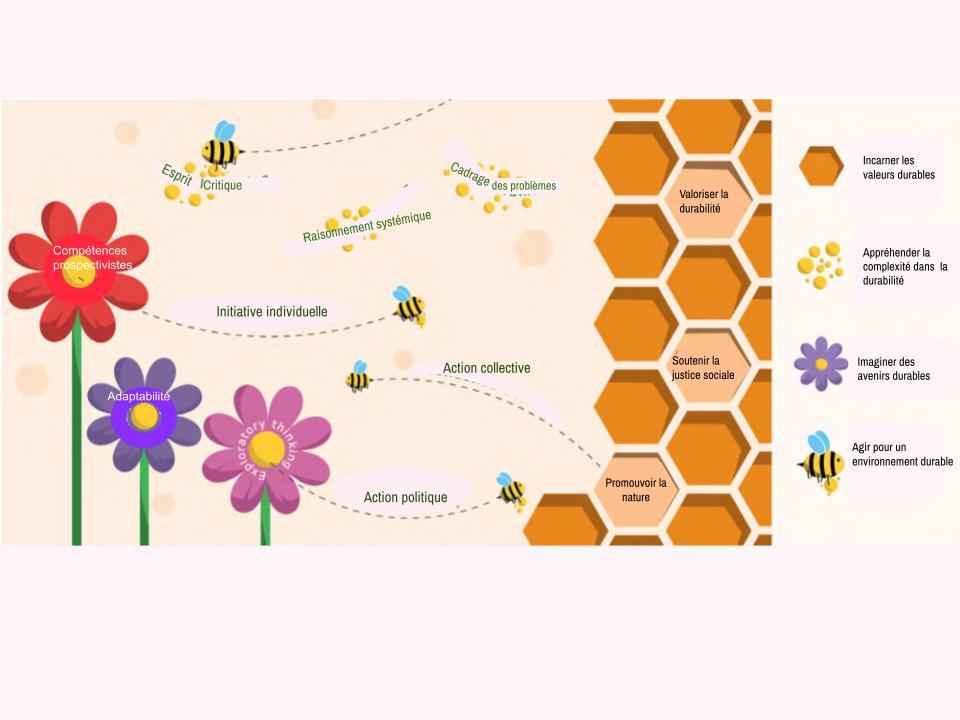 Esprit Critique
Cadrage des problèmes
Raisonnement systémique
Compétences
prospectivistes
Initiative individuelle
Action collective
Adaptabilité
Exploratory thinking
Action politique
Valoriser la
durabilité
Soutenir la
justice sociale
Promouvoir la
nature
Incarner les
valeurs durables
Appréhender la
complexité dans la
durabilité
Imaginer des
avenirs durables
Agir pour un
environnement durable